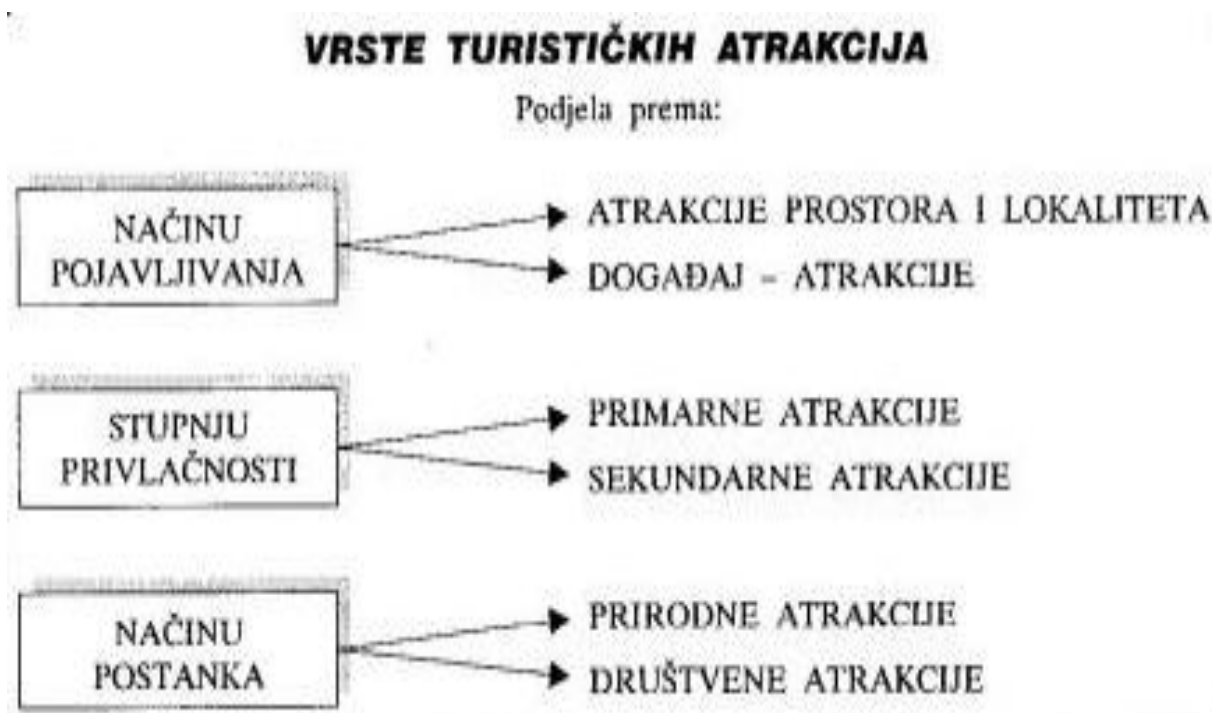 VRSTE TURISTIČKIH ATRAKCIJA
Podjela prema:
NAČINU
POJAVLJIVANJA
ATRAKCIJE PROSTORA I LOKALITETA
DOGAĐAJ – ATRAKCIJE
STUPNJU
PRIVLAČNOSTI
PRIMARNE ATRAKCIJE
SEKUNDARNE ATRAKCIJE
NAČINU
POSTANKA
PRIRODNE ATRAKCIJE
DRUŠTVENE ATRAKCIJE